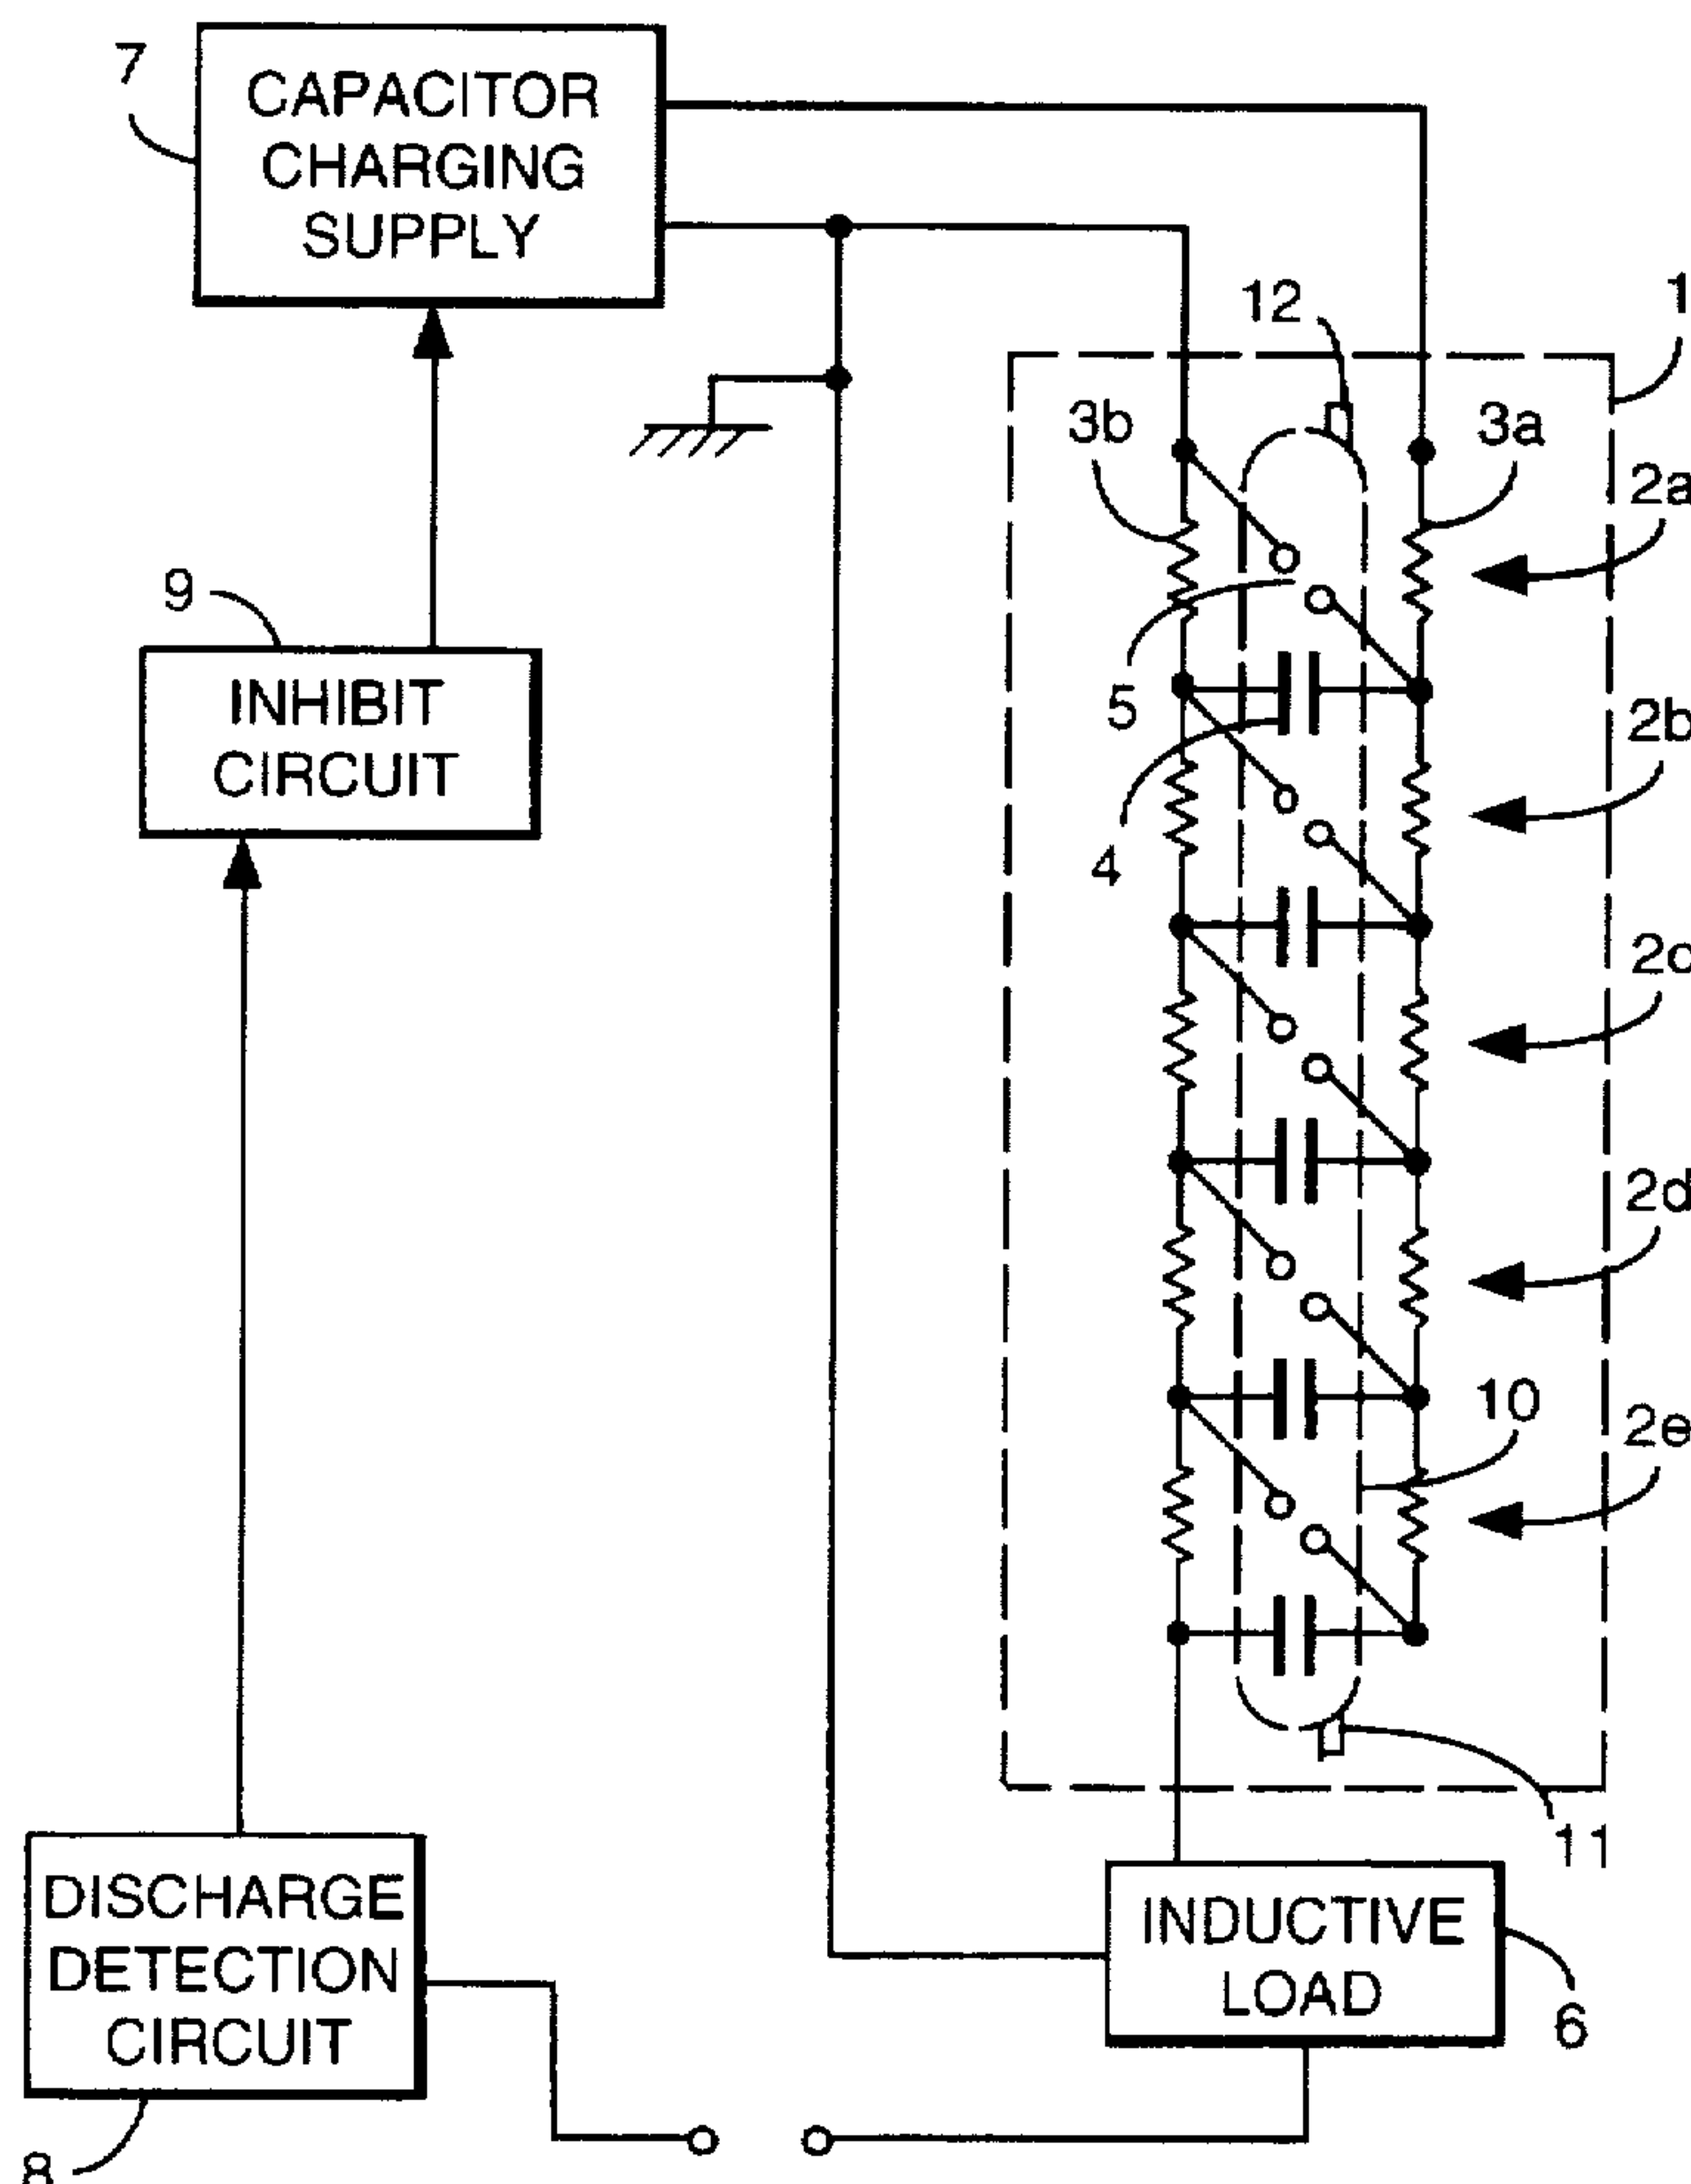 7
CAPACITOR
CHARGING
SUPPLY
12
1
3b
3a
2a
9
INHIBIT
CIRCUIT
5
2b
4
2c
2d
10
2e
11
DISCHARGE
DETECTION
CIRCUIT
INDUCTIVE
LOAD
6
8